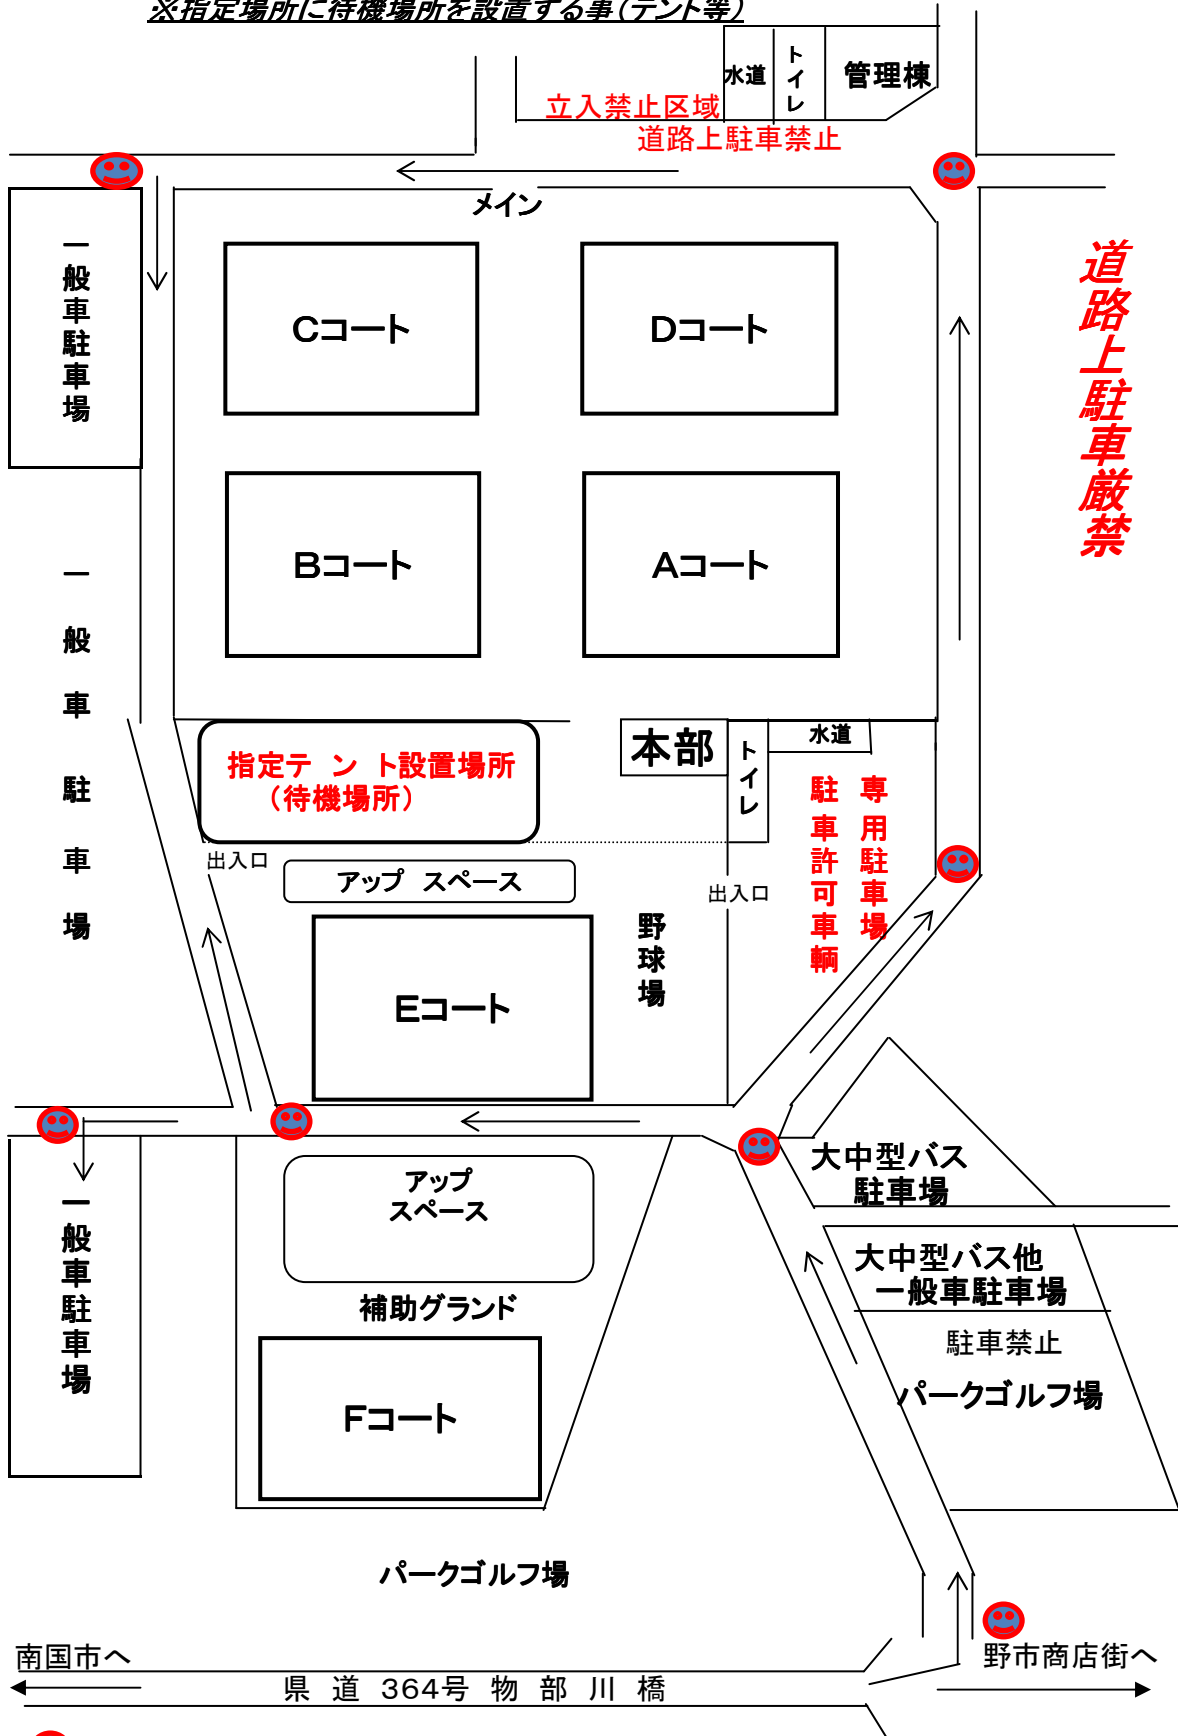 ※指定場所に待機場所を設置する事（テント等）
水道
トイレ
管理棟
立入禁止区域
道路上駐車禁止
メイン
一般車駐車場
Cコート
Dコート
道路上駐車厳禁
Bコート
Aコート
一般車駐車場
指定テント設置場所
（待機場所）
本部
トイレ
水道
専用駐車場
駐車許可車輌
出入口
アップ スペース
出入口
野球場
Eコート
大中型バス
駐車場
アップ
スペース
一般車駐車場
大中型バス他
一般車駐車場
補助グランド
駐車禁止
パークゴルフ場
Fコート
パークゴルフ場
南国市へ
野市商店街へ
県 道 364号 物 部 川 橋